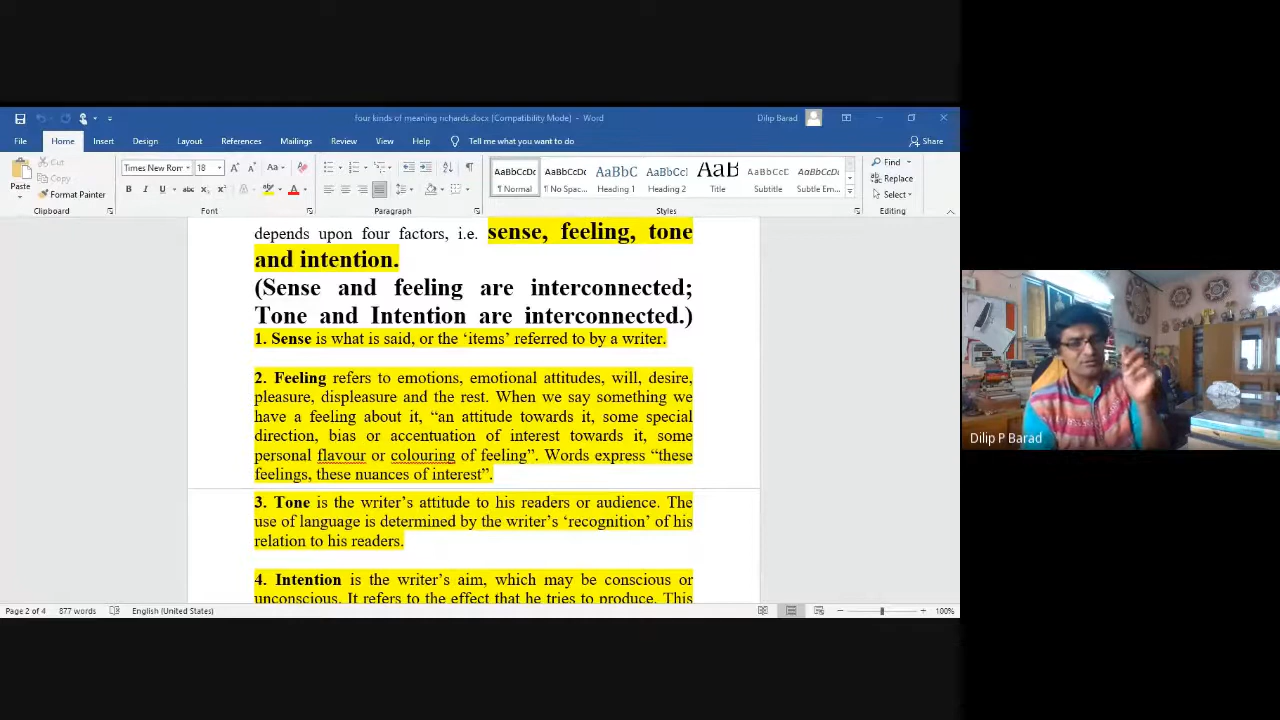 four kinds of meaning richards.docx [Compatibility Mode] - Word
Dilip Barad
File Home Insert Design Layout References Mailings Review View Help Tell me what you want to do Share
Paste
Cut
Copy
Format Painter
Clipboard
Times New Rom 18
Font
Paragraph
AaBbCcDc AaBbCcDc AaBbC AaBbCcI AaB AaBbCcDc AaBbCcDc
¶ Normal ¶ No Spac... Heading 1 Heading 2 Title Subtitle Subtle Em...
Styles
Find
Replace
Select
Editing
depends upon four factors, i.e. sense, feeling, tone
and intention.
(Sense and feeling are interconnected;
Tone and Intention are interconnected.)
1. Sense is what is said, or the ‘items’ referred to by a writer.
2. Feeling refers to emotions, emotional attitudes, will, desire,
pleasure, displeasure and the rest. When we say something we
have a feeling about it, “an attitude towards it, some special
direction, bias or accentuation of interest towards it, some
personal flavour or colouring of feeling”. Words express “these
feelings, these nuances of interest”.
3. Tone is the writer’s attitude to his readers or audience. The
use of language is determined by the writer’s ‘recognition’ of his
relation to his readers.
4. Intention is the writer’s aim, which may be conscious or
unconscious. It refers to the effect that he tries to produce. This
Page 2 of 4 877 words English (United States) 100%
Dilip P Barad